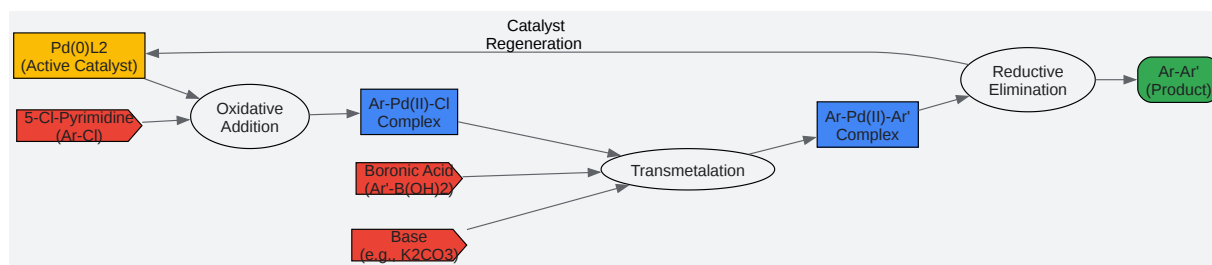 Catalyst
Regeneration
Pd(0)L2
(Active Catalyst)
5-Cl-Pyrimidine
(Ar-Cl)
Oxidative
Addition
Ar-Pd(II)-Cl
Complex
Boronic Acid
(Ar'-B(OH)2)
Base
(e.g., K2CO3)
Transmetalation
Ar-Pd(II)-Ar'
Complex
Reductive
Elimination
Ar-Ar'
(Product)